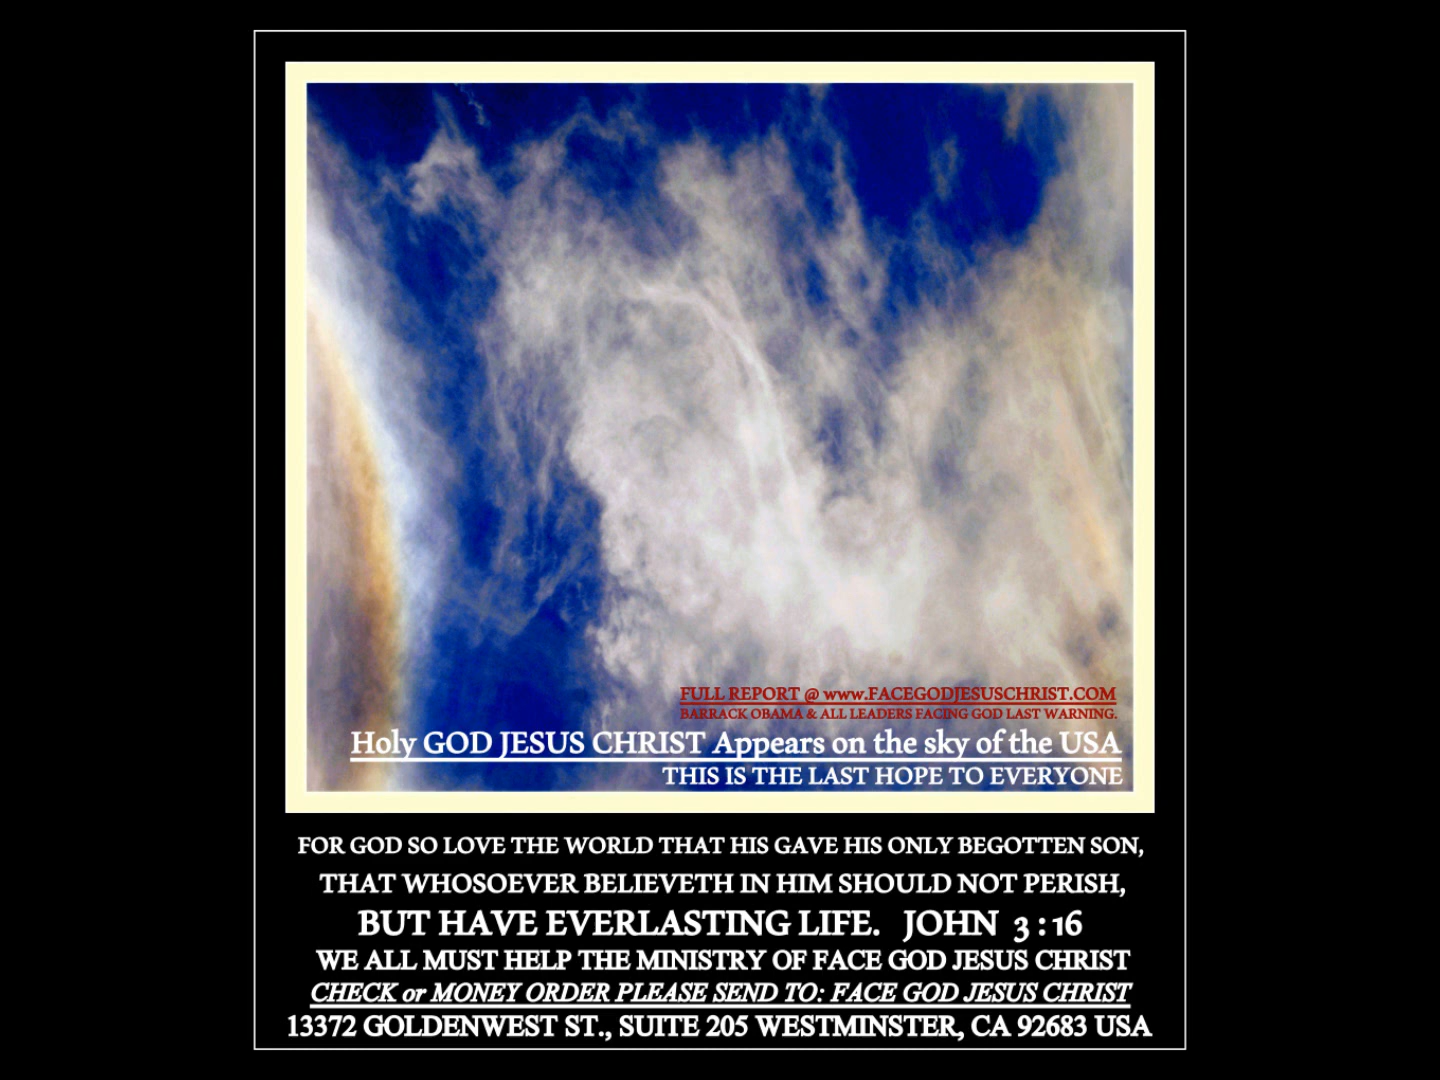 FULL REPORT @ www.FACEGODJESUSCHRIST.COM
BARRACK OBAMA & ALL LEADERS FACING GOD LAST WARNING.
Holy GOD JESUS CHRIST Appears on the sky of the USA
THIS IS THE LAST HOPE TO EVERYONE
FOR GOD SO LOVE THE WORLD THAT HIS GAVE HIS ONLY BEGOTTEN SON,
THAT WHOSOEVER BELIEVETH IN HIM SHOULD NOT PERISH,
BUT HAVE EVERLASTING LIFE. JOHN 3 : 16
WE ALL MUST HELP THE MINISTRY OF FACE GOD JESUS CHRIST
CHECK or MONEY ORDER PLEASE SEND TO: FACE GOD JESUS CHRIST
13372 GOLDENWEST ST., SUITE 205 WESTMINSTER, CA 92683 USA